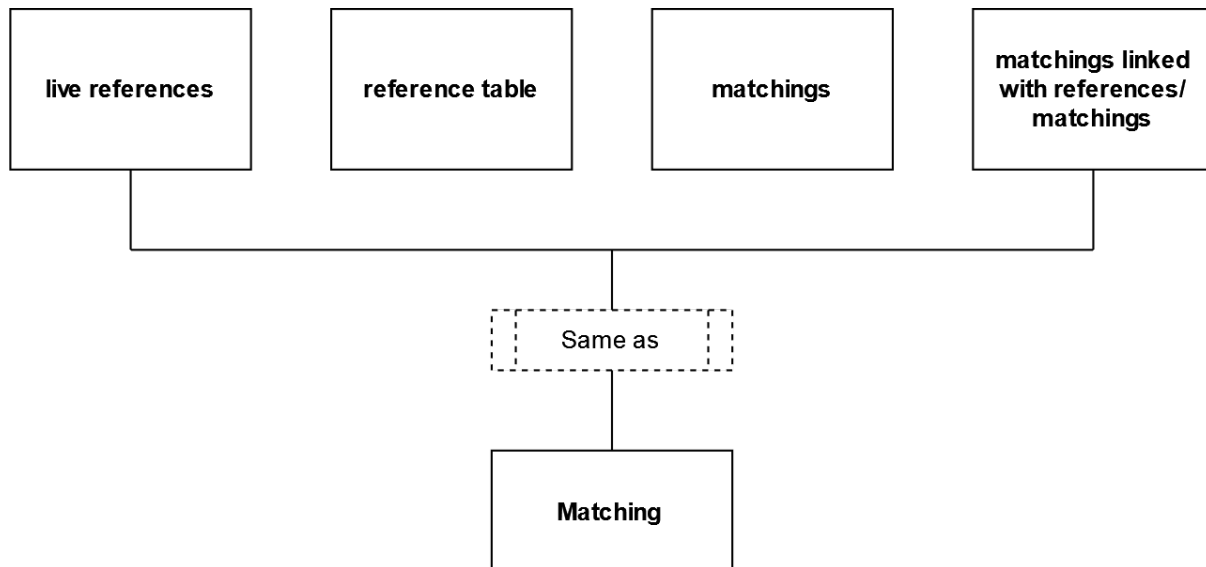 live references
reference table
matchings
matchings linked
with references/
matchings
Same as
Matching